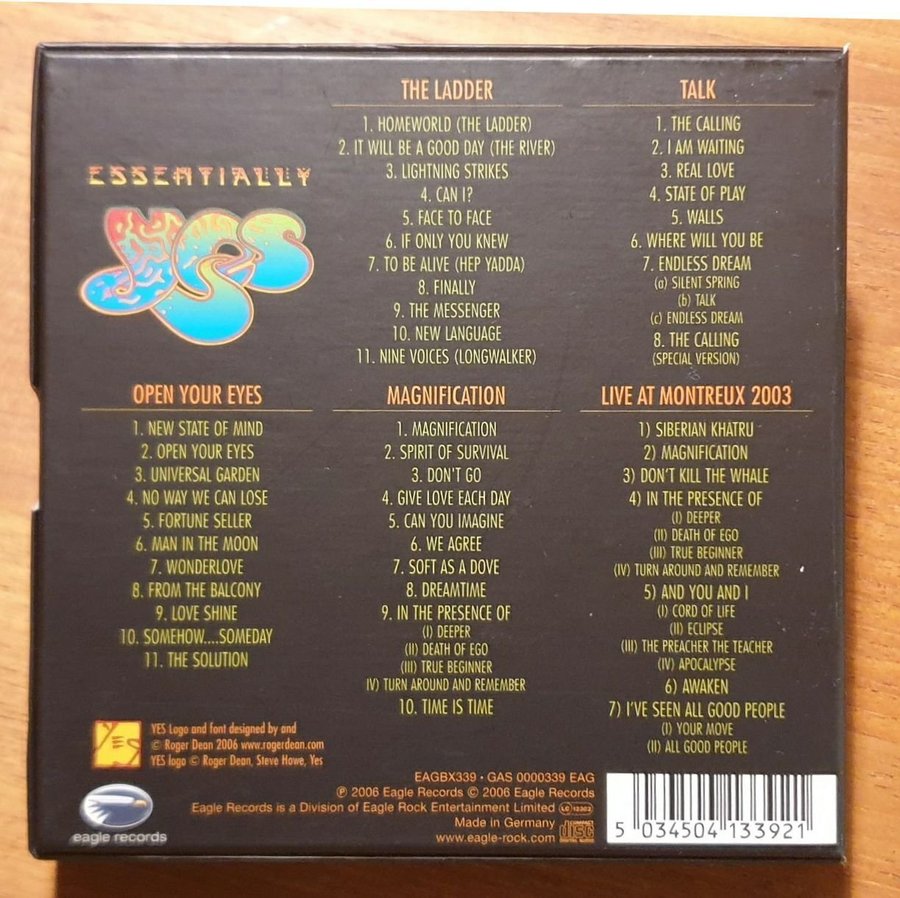 ESSENTIALLY
YES
THE LADDER
1. HOMEWORLD (THE LADDER)
2. IT WILL BE A GOOD DAY (THE RIVER)
3. LIGHTNING STRIKES
4. CAN I?
5. FACE TO FACE
6. IF ONLY YOU KNEW
7. TO BE ALIVE (HEP YADDA)
8. FINALLY
9. THE MESSENGER
10. NEW LANGUAGE
11. NINE VOICES (LONGWALKER)
TALK
1. THE CALLING
2. I AM WAITING
3. REAL LOVE
4. STATE OF PLAY
5. WALLS
6. WHERE WILL YOU BE
7. ENDLESS DREAM
(a) SILENT SPRING
(b) TALK
(c) ENDLESS DREAM
8. THE CALLING
(SPECIAL VERSION)
OPEN YOUR EYES
1. NEW STATE OF MIND
2. OPEN YOUR EYES
3. UNIVERSAL GARDEN
4. NO WAY WE CAN LOSE
5. FORTUNE SELLER
6. MAN IN THE MOON
7. WONDERLOVE
8. FROM THE BALCONY
9. LOVE SHINE
10. SOMEHOW....SOMEDAY
11. THE SOLUTION
MAGNIFICATION
1. MAGNIFICATION
2. SPIRIT OF SURVIVAL
3. DON'T GO
4. GIVE LOVE EACH DAY
5. CAN YOU IMAGINE
6. WE AGREE
7. SOFT AS A DOVE
8. DREAMTIME
9. IN THE PRESENCE OF
(I) DEEPER
(II) DEATH OF EGO
(III) TRUE BEGINNER
IV) TURN AROUND AND REMEMBER
10. TIME IS TIME
LIVE AT MONTREUX 2003
1) SIBERIAN KHATRU
2) MAGNIFICATION
3) DON'T KILL THE WHALE
4) IN THE PRESENCE OF
(I) DEEPER
(II) DEATH OF EGO
(III) TRUE BEGINNER
(IV) TURN AROUND AND REMEMBER
5) AND YOU AND I
(I) CORD OF LIFE
(II) ECLIPSE
(III) THE PREACHER THE TEACHER
(IV) APOCALYPSE
6) AWAKEN
7) I'VE SEEN ALL GOOD PEOPLE
(I) YOUR MOVE
(II) ALL GOOD PEOPLE
YES
YES Logo and font designed by and
© Roger Dean 2006 www.rogerdean.com
YES logo © Roger Dean, Steve Howe, Yes
eagle records
EAGBX339 · GAS 0000339 EAG
℗ 2006 Eagle Records © 2006 Eagle Records
Eagle Records is a Division of Eagle Rock Entertainment Limited LC 13302
Made in Germany
www.eagle-rock.com
COMPACT disc DIGITAL AUDIO
5 034504 133921